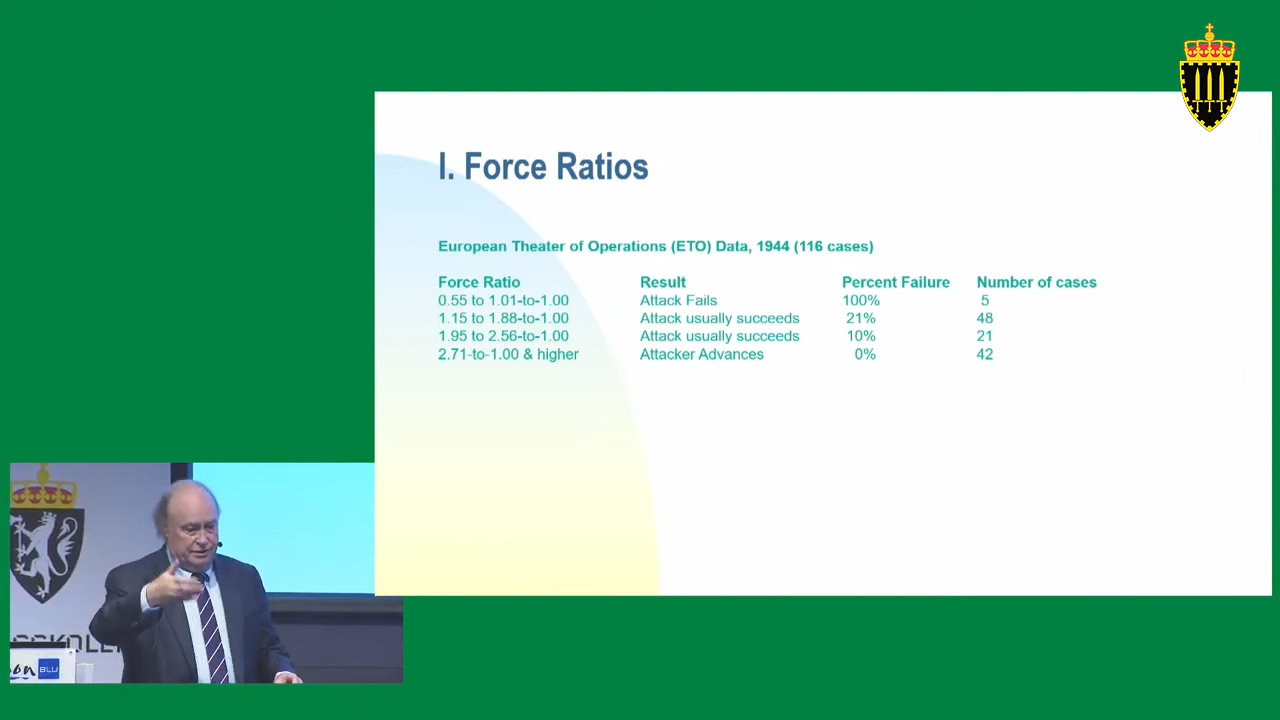 I. Force Ratios
European Theater of Operations (ETO) Data, 1944 (116 cases)
Force Ratio Result Percent Failure Number of cases
0.55 to 1.01-to-1.00 Attack Fails 100% 5
1.15 to 1.88-to-1.00 Attack usually succeeds 21% 48
1.95 to 2.56-to-1.00 Attack usually succeeds 10% 21
2.71-to-1.00 & higher Attacker Advances 0% 42
BLU